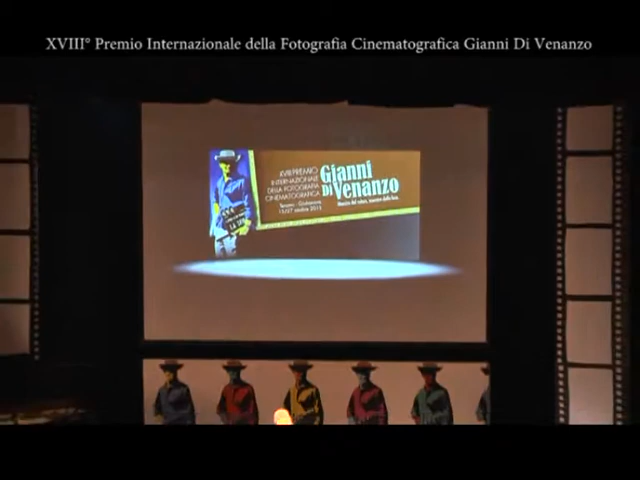 XVIII° Premio Internazionale della Fotografia Cinematografica Gianni Di Venanzo
XVIII PREMIO
INTERNAZIONALE
DELLA FOTOGRAFIA
CINEMATOGRAFICA
Gianni
Di Venanzo